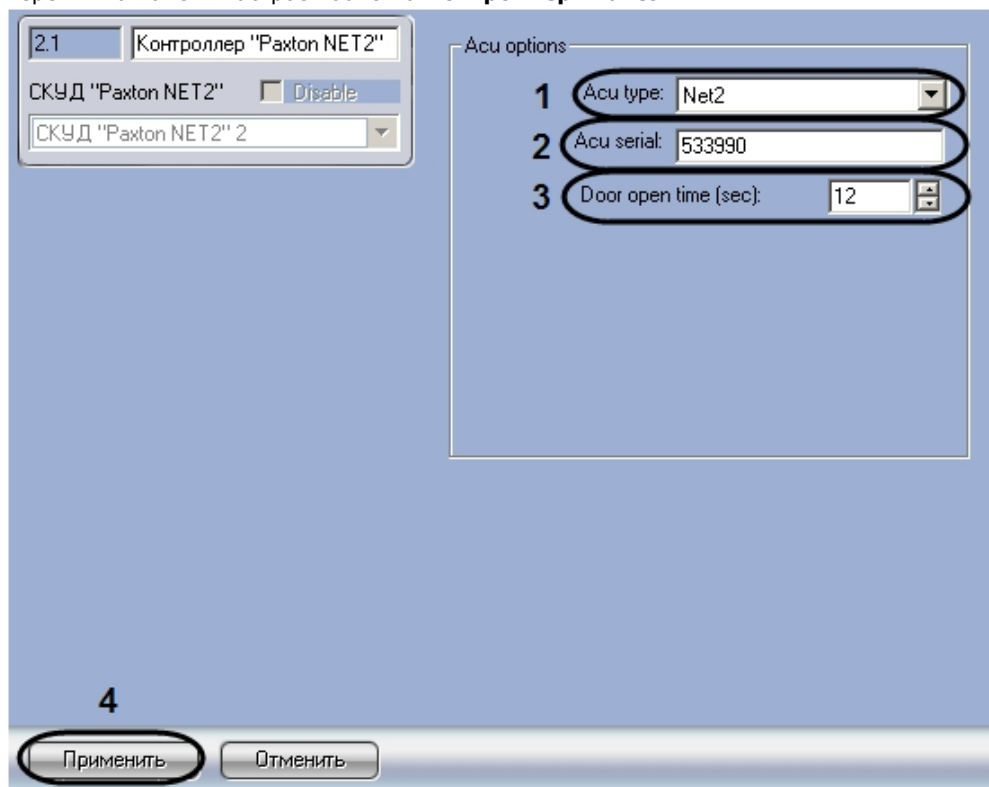 2.1 Контроллер "Paxton NET2"
СКУД "Paxton NET2" Disable
СКУД "Paxton NET2" 2
Acu options
1 Acu type: Net2
2 Acu serial: 533990
3 Door open time (sec): 12
4
Применить Отменить